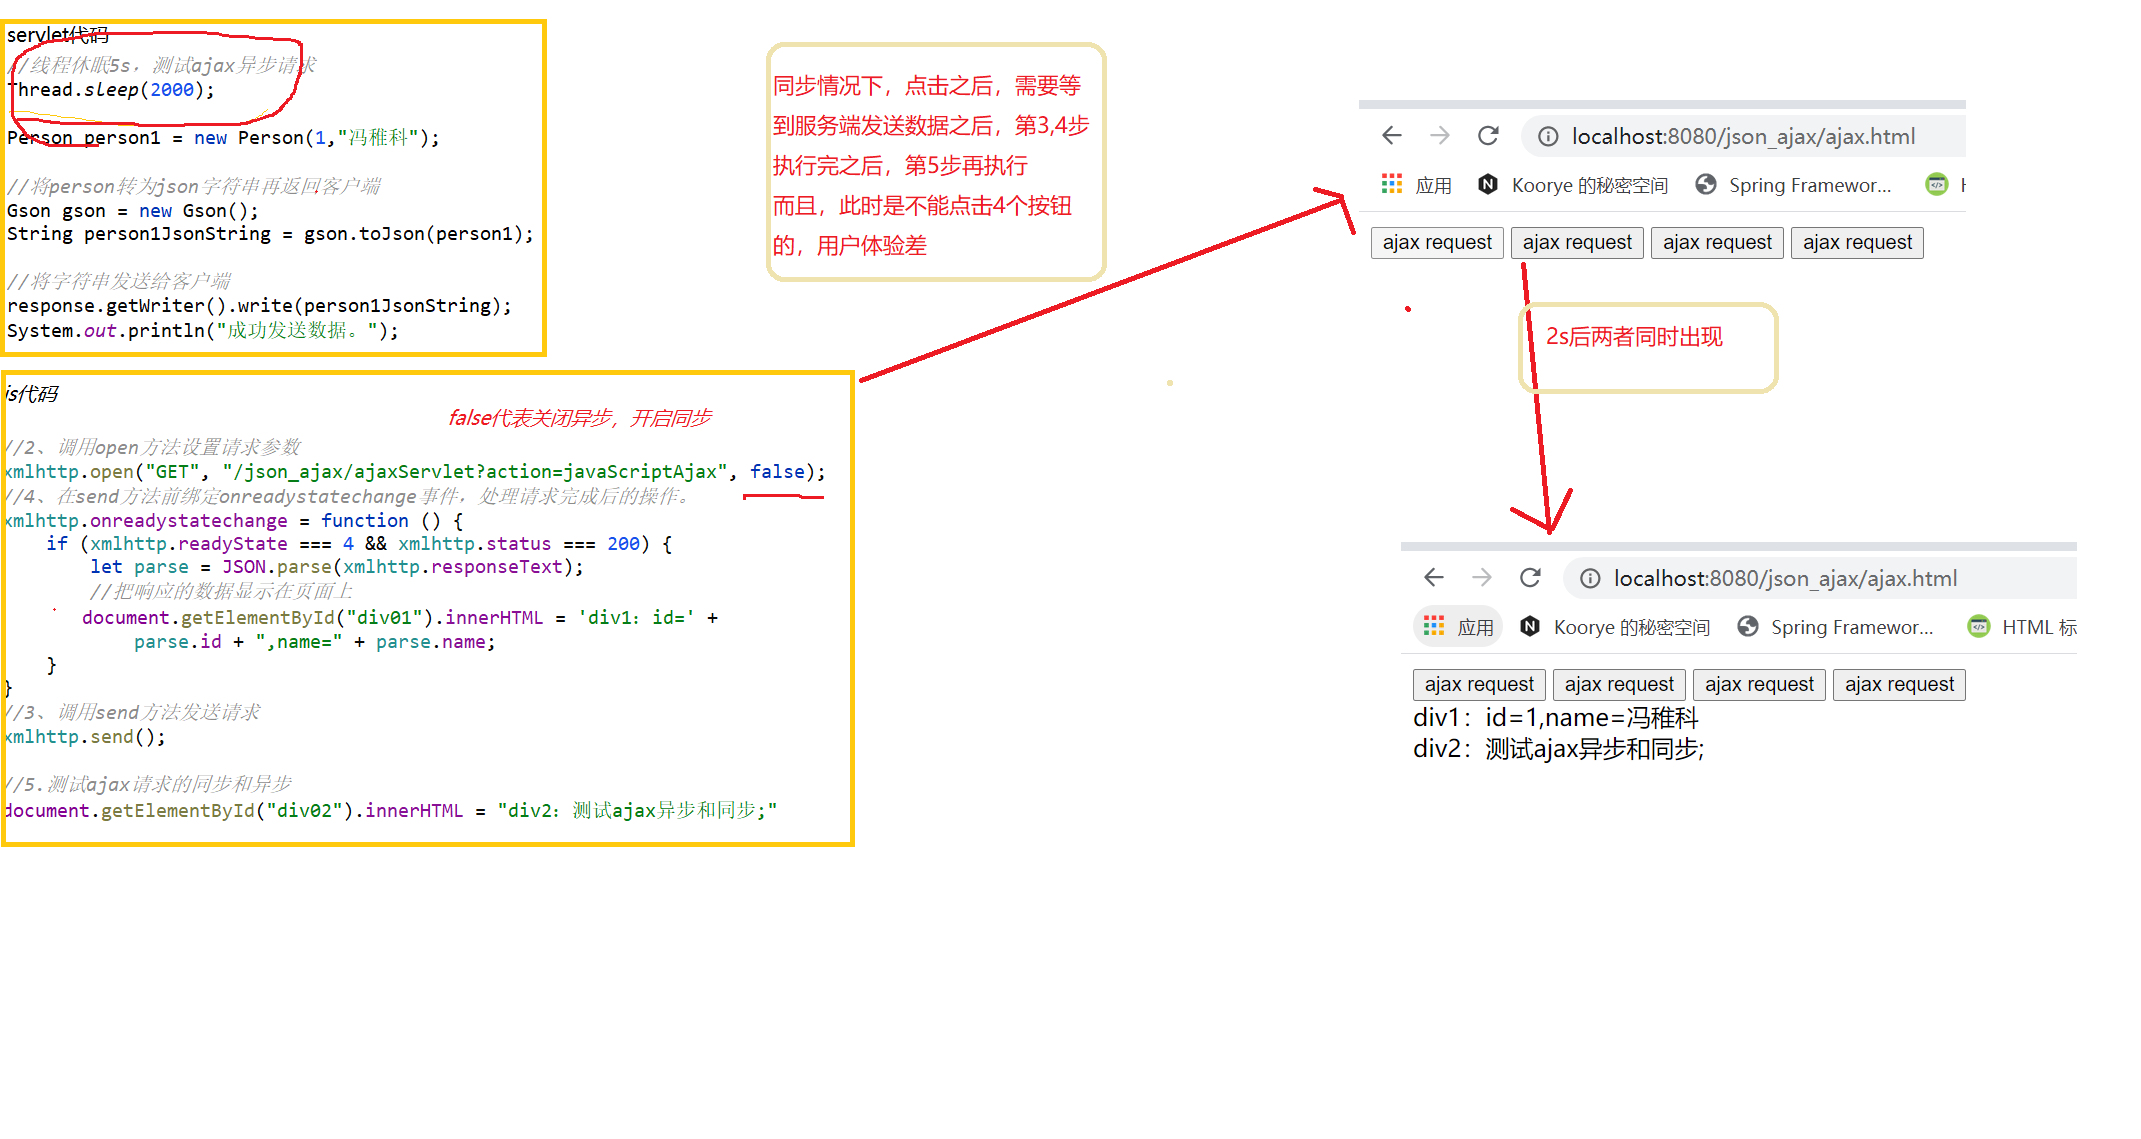 servlet代码
//线程休眠5s，测试ajax异步请求
Thread.sleep(2000);
Person person1 = new Person(1,"冯稚科");
//将person转为json字符串再返回客户端
Gson gson = new Gson();
String person1JsonString = gson.toJson(person1);
//将字符串发送给客户端
response.getWriter().write(person1JsonString);
System.out.println("成功发送数据。");
js代码
false代表关闭异步，开启同步
//2、调用open方法设置请求参数
xmlhttp.open("GET", "/json_ajax/ajaxServlet?action=javaScriptAjax", false);
//4、在send方法前绑定onreadystatechange事件，处理请求完成后的操作。
xmlhttp.onreadystatechange = function () {
if (xmlhttp.readyState === 4 && xmlhttp.status === 200) {
let parse = JSON.parse(xmlhttp.responseText);
//把响应的数据显示在页面上
document.getElementById("div01").innerHTML = 'div1：id=' +
parse.id + ",name=" + parse.name;
}
}
//3、调用send方法发送请求
xmlhttp.send();
//5.测试ajax请求的同步和异步
document.getElementById("div02").innerHTML = "div2：测试ajax异步和同步;"
同步情况下，点击之后，需要等
到服务端发送数据之后，第3,4步
执行完之后，第5步再执行
而且，此时是不能点击4个按钮
的，用户体验差
localhost:8080/json_ajax/ajax.html
应用 Koorye 的秘密空间 Spring Framewor...
ajax request ajax request ajax request ajax request
2s后两者同时出现
localhost:8080/json_ajax/ajax.html
应用 Koorye 的秘密空间 Spring Framewor... HTML 标
ajax request ajax request ajax request ajax request
div1：id=1,name=冯稚科
div2：测试ajax异步和同步;